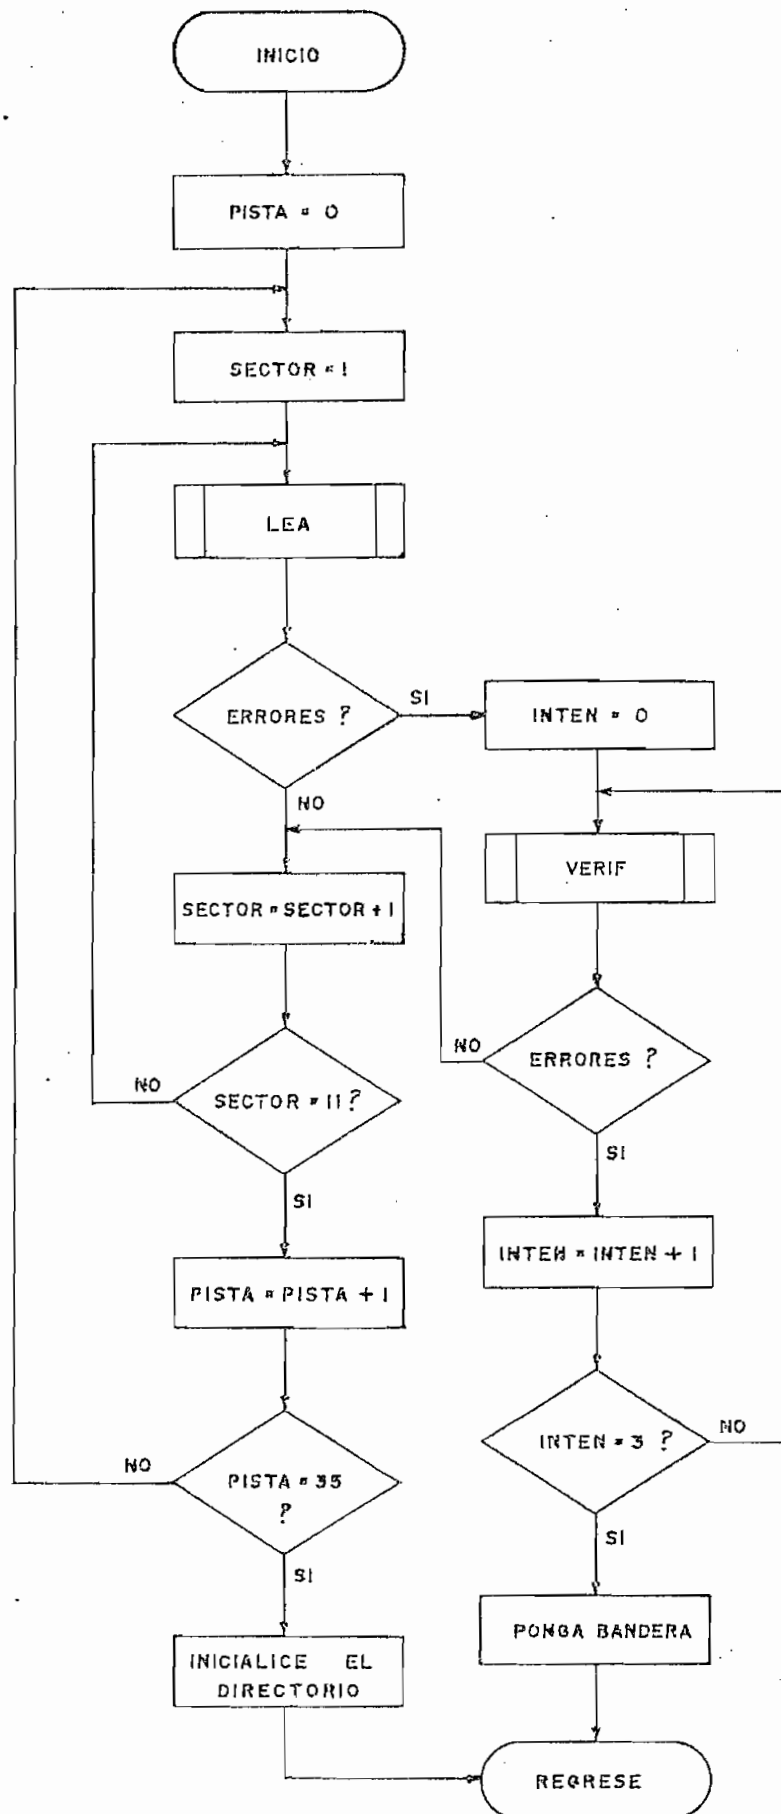 INICIO
PISTA = 0
SECTOR = 1
LEA
ERRORES ?
SI
INTEN = 0
NO
VERIF
SECTOR = SECTOR + 1
NO
ERRORES ?
NO
SECTOR = 11 ?
SI
SI
INTEN = INTEN + 1
PISTA = PISTA + 1
INTEN = 3 ?
NO
NO
PISTA = 35
?
SI
SI
PONGA BANDERA
INICIALICE EL
DIRECTORIO
REGRESE